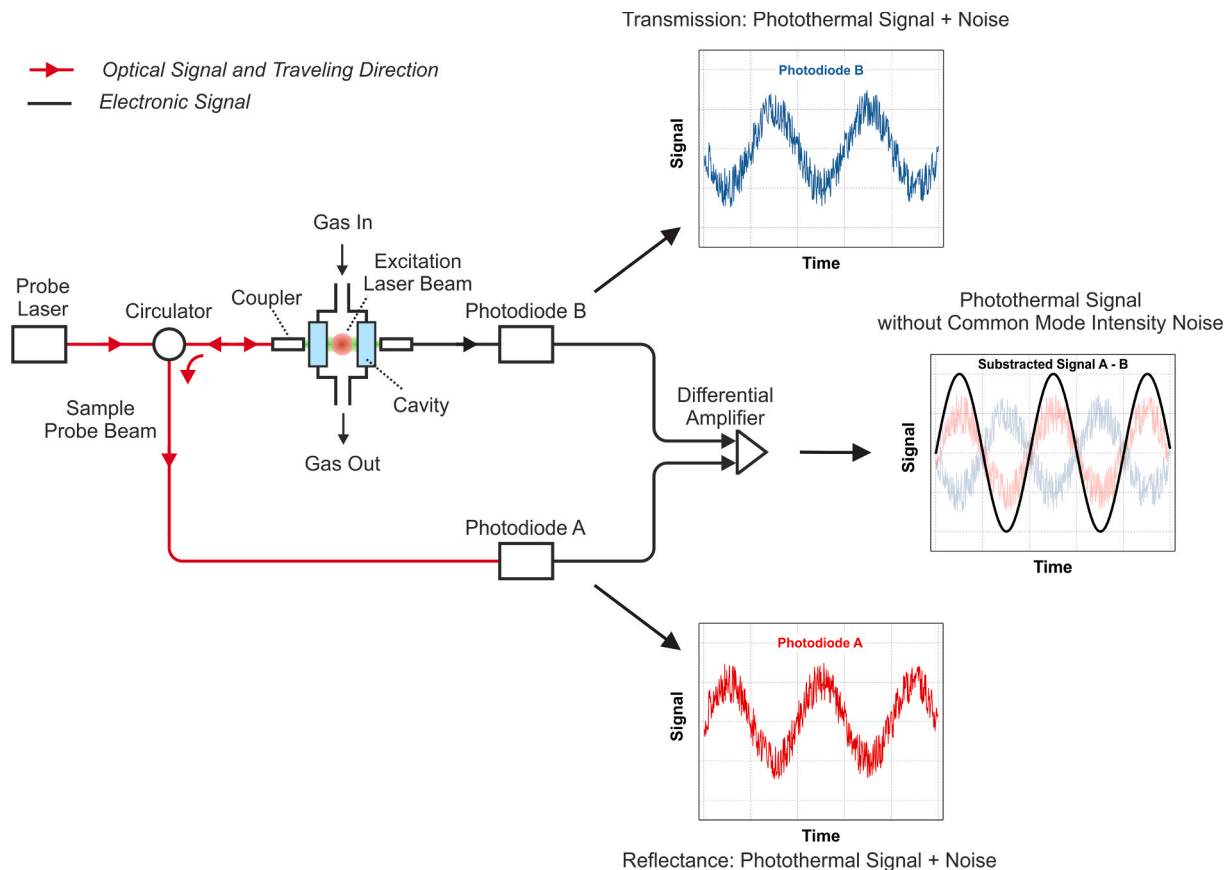 Transmission: Photothermal Signal + Noise
Optical Signal and Traveling Direction
Electronic Signal
Photodiode B
Signal
Time
Gas In
Excitation
Laser Beam
Probe
Laser
Circulator
Coupler
Photodiode B
Cavity
Sample
Probe Beam
Gas Out
Differential
Amplifier
Photothermal Signal
without Common Mode Intensity Noise
Substracted Signal A - B
Signal
Time
Photodiode A
Photodiode A
Signal
Time
Reflectance: Photothermal Signal + Noise